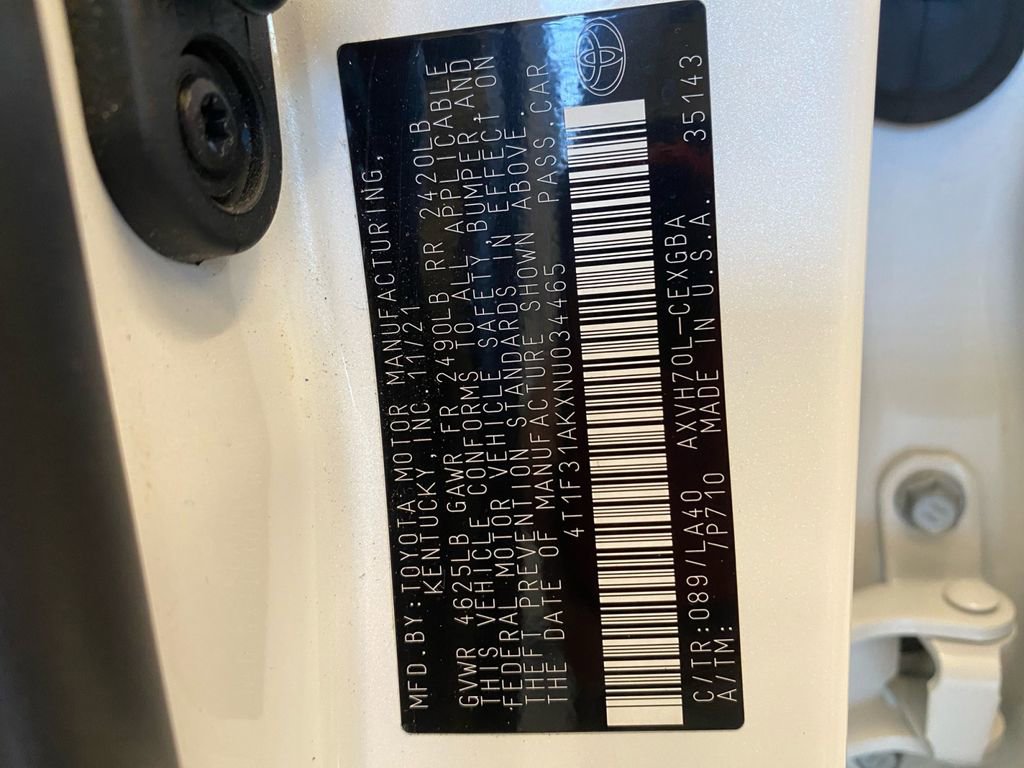 MFD.BY:TOYOTA MOTOR MANUFACTURING,
KENTUCKY,INC 11/21
GVWR 4625LB GAWR FR 2490LB RR 2420LB
THIS VEHICLE CONFORMS TO ALL APPLICABLE
FEDERAL MOTOR VEHICLE SAFETY, BUMPER AND
THEFT PREVENTION STANDARDS IN EFFECT ON
THE DATE OF MANUFACTURE SHOWN ABOVE.
4T1F31AKXNU034465 PASS CAR
C/TR:089/LA40 AXVH70L-CEXGBA
A/TM: /P710 MADE IN U.S.A. 35143